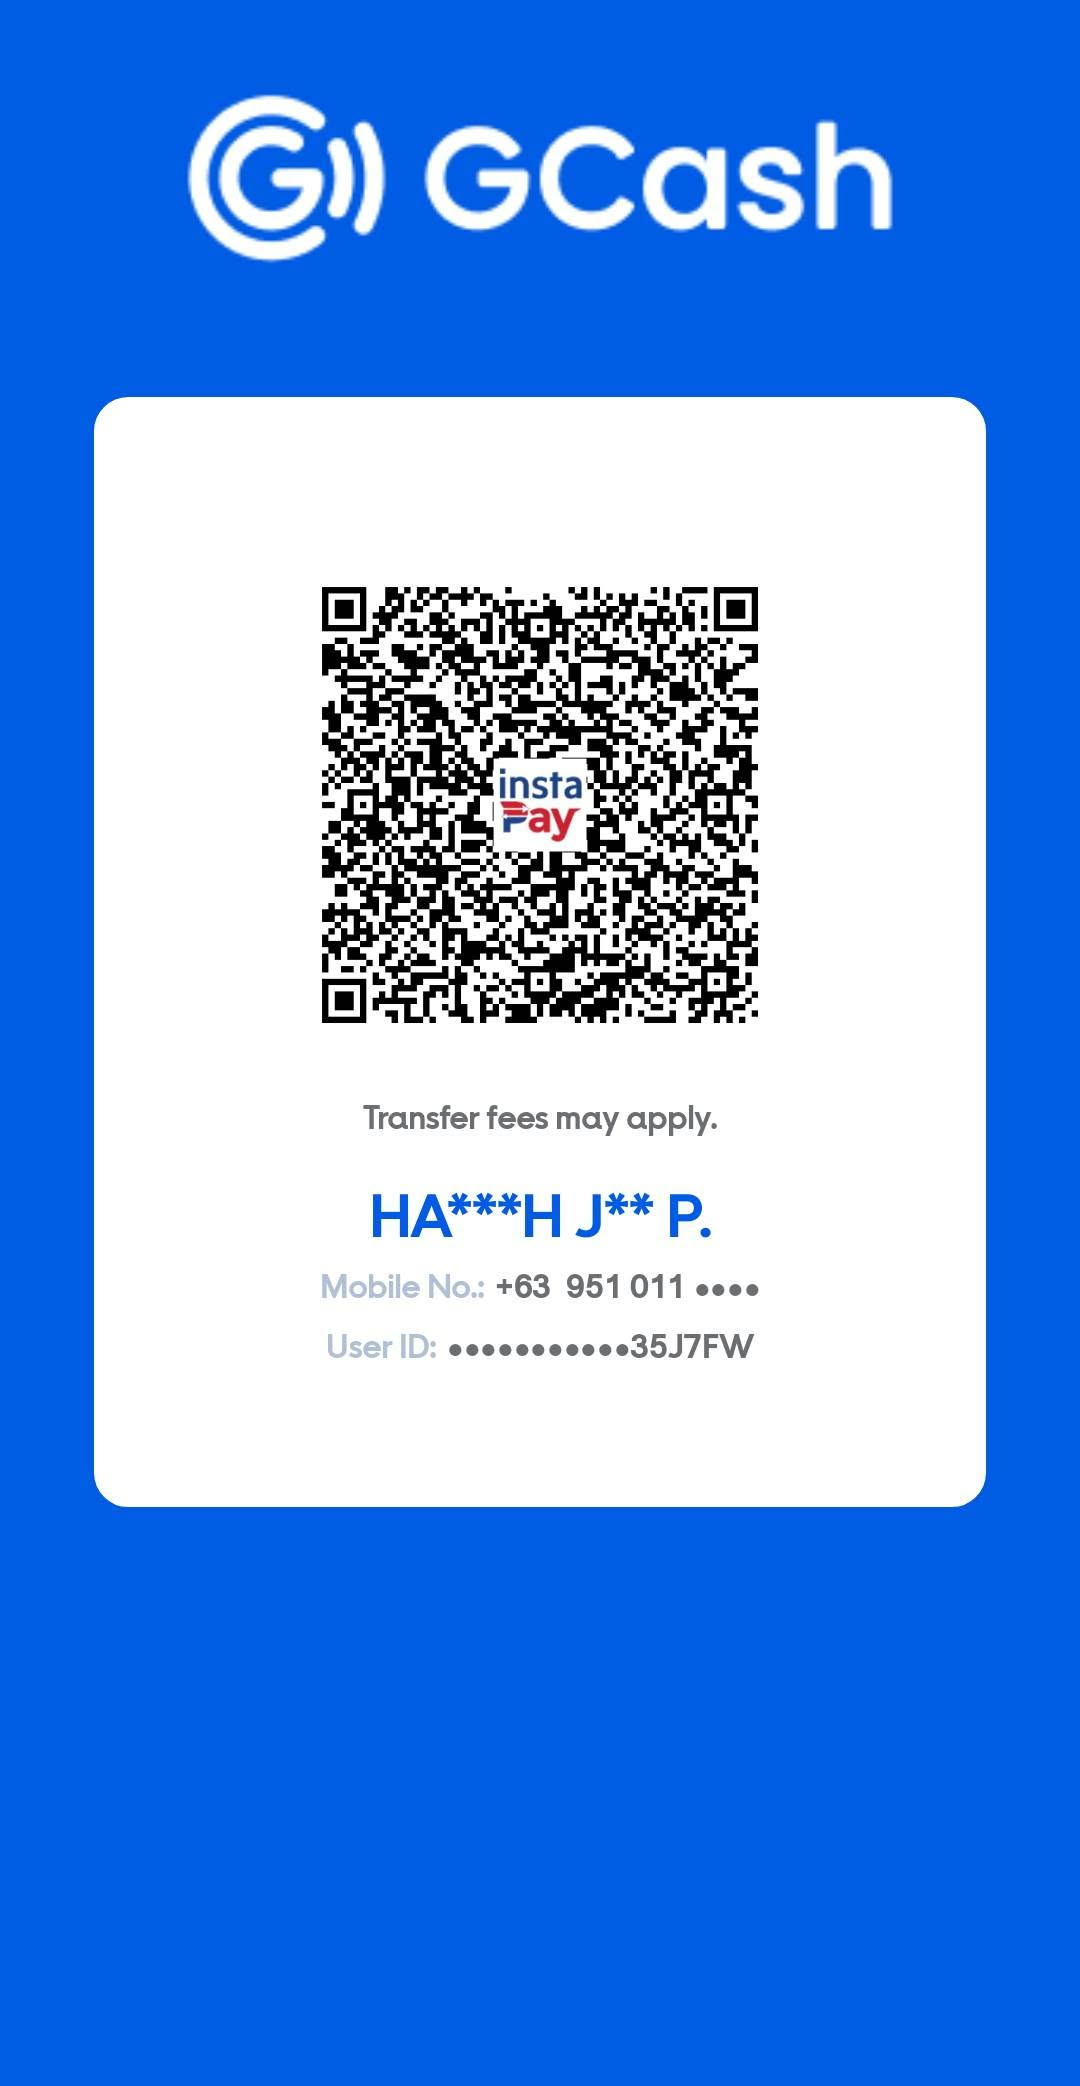 GCash
insta
Pay
Transfer fees may apply.
HA***H J** P.
Mobile No.: +63 951 011 ••••
User ID: •••••••••••35J7FW